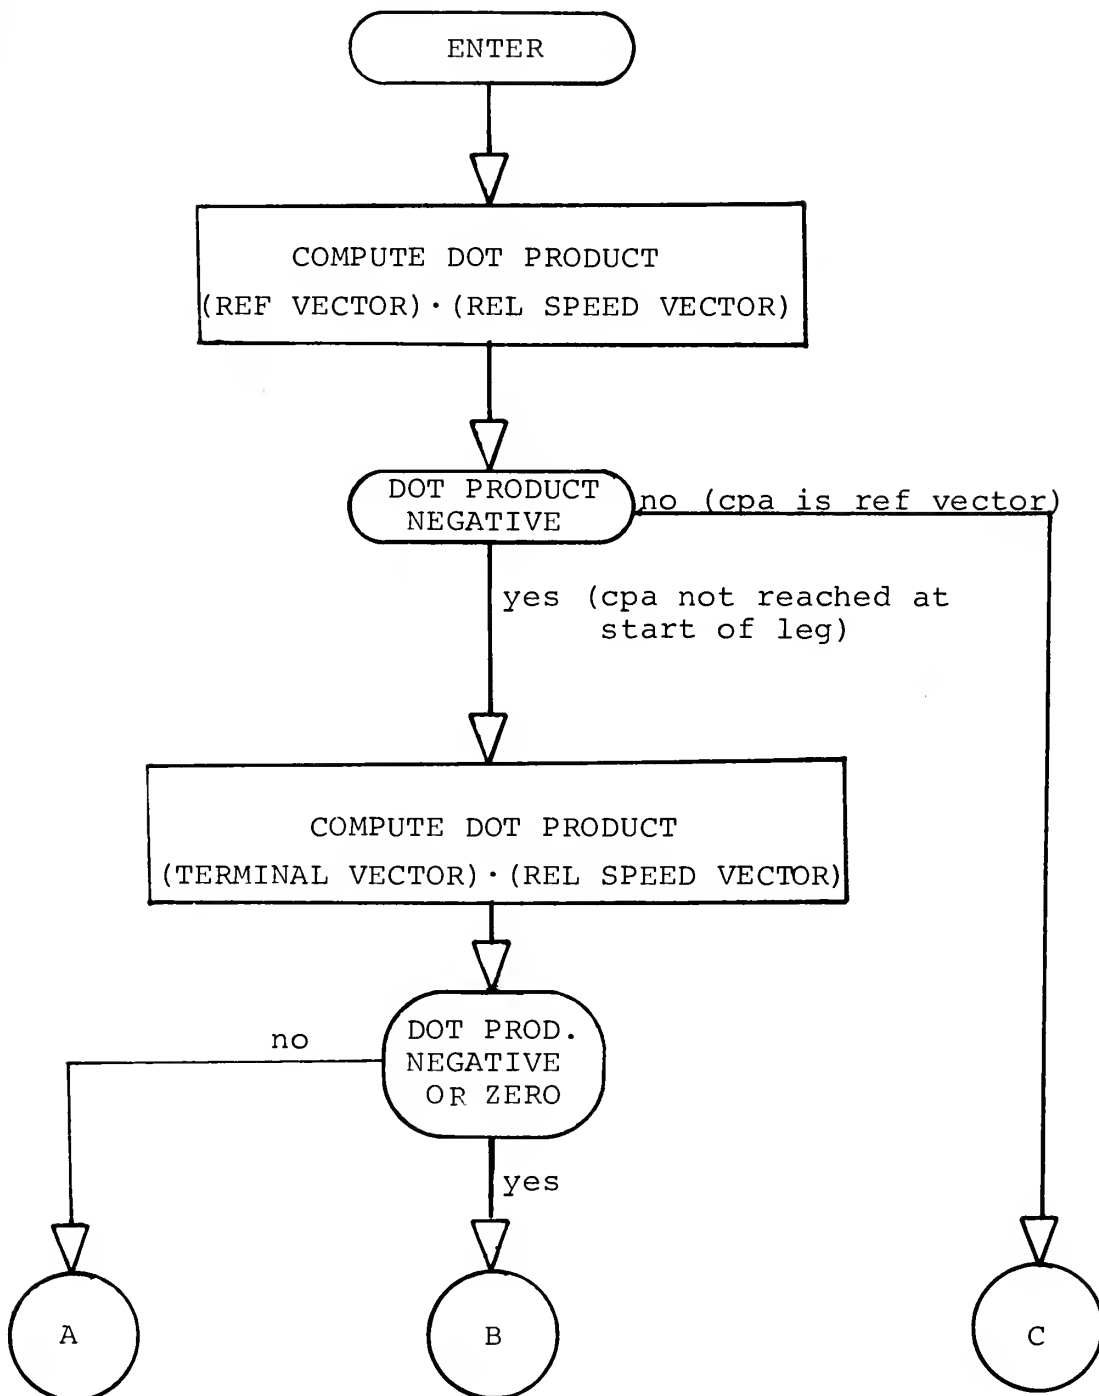 ENTER
COMPUTE DOT PRODUCT
(REF VECTOR)·(REL SPEED VECTOR)
DOT PRODUCT
NEGATIVE
no (cpa is ref vector)
yes (cpa not reached at
start of leg)
COMPUTE DOT PRODUCT
(TERMINAL VECTOR)·(REL SPEED VECTOR)
DOT PROD.
NEGATIVE
OR ZERO
no
yes
A
B
C